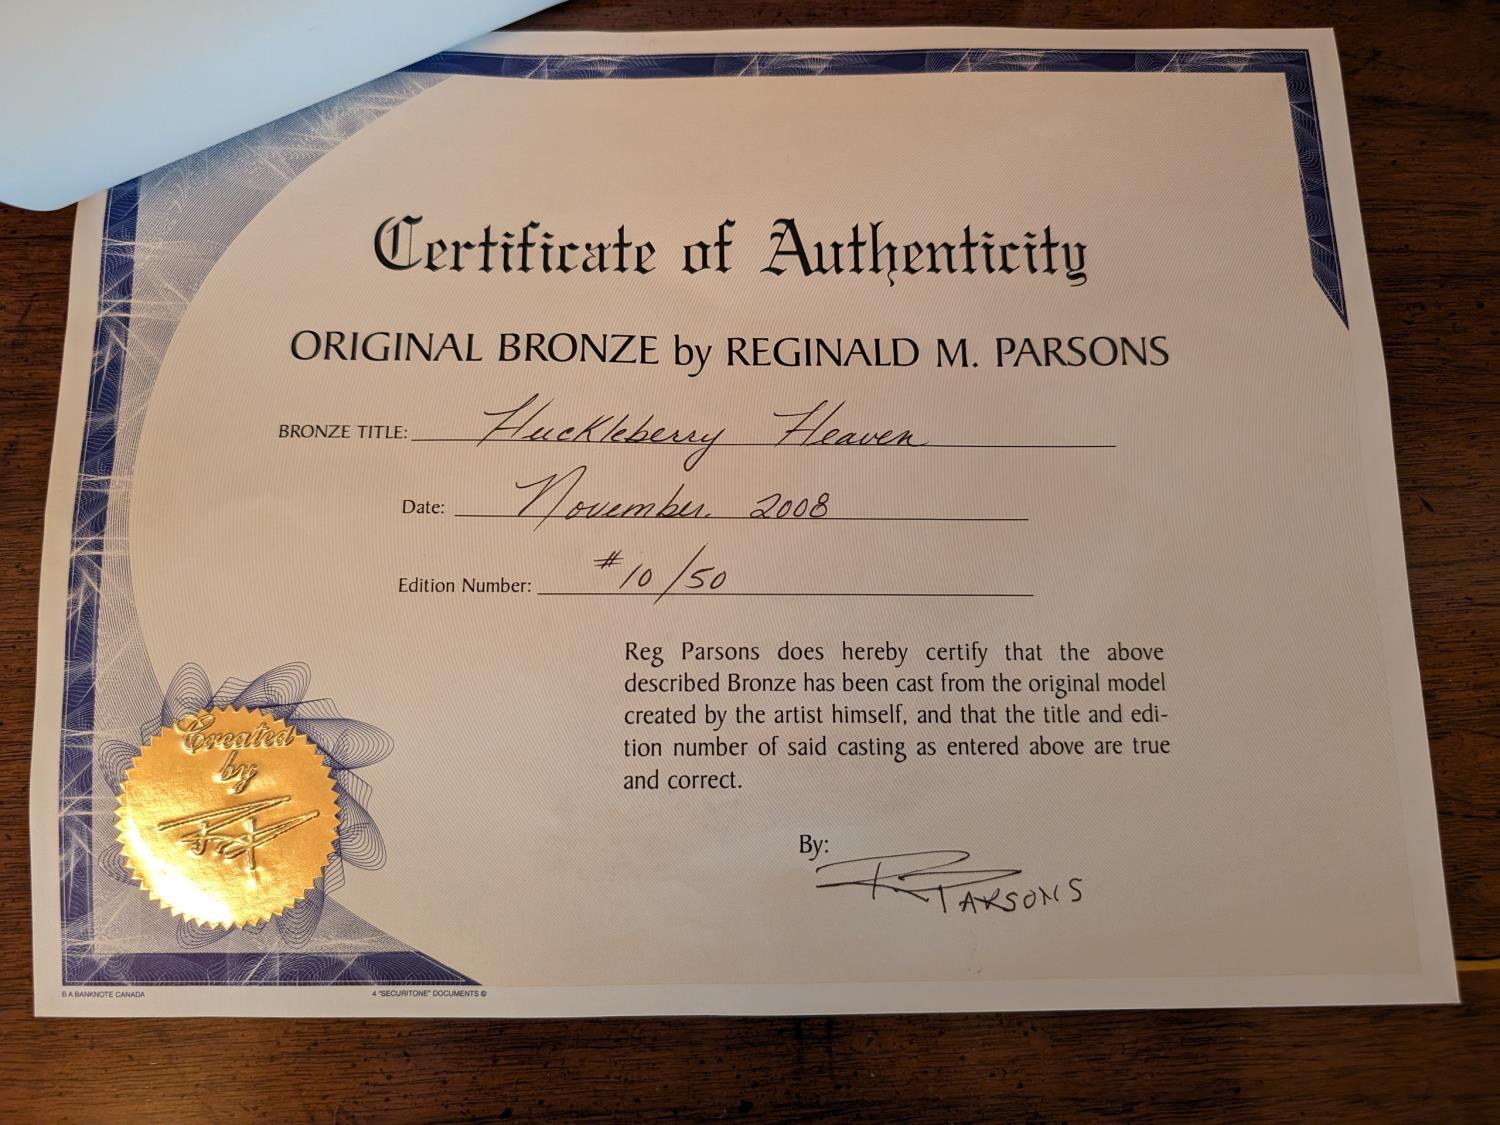 Certificate of Authenticity
ORIGINAL BRONZE by REGINALD M. PARSONS
BRONZE TITLE: Huckleberry Heaven
Date: November. 2008
Edition Number: #10/50
Reg Parsons does hereby certify that the above
described Bronze has been cast from the original model
created by the artist himself, and that the title and edi-
tion number of said casting as entered above are true
and correct.
By: R Parsons
Created
by
B A BANKNOTE CANADA
4 "SECURITONE" DOCUMENTS ©